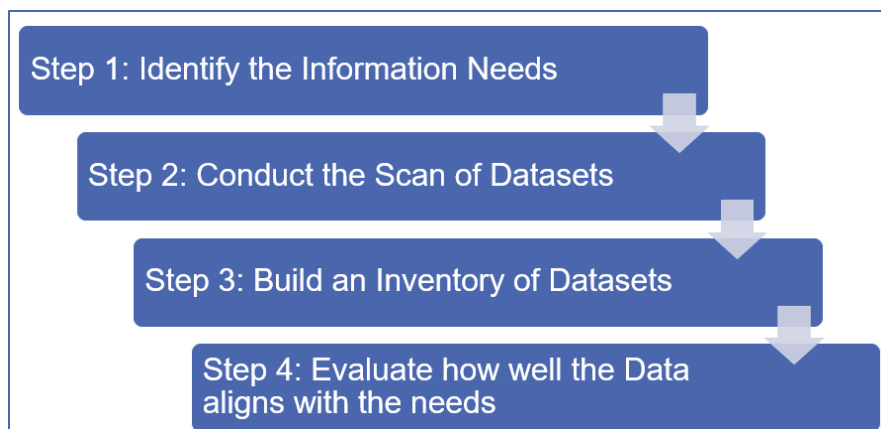 Step 1: Identify the Information Needs
Step 2: Conduct the Scan of Datasets
Step 3: Build an Inventory of Datasets
Step 4: Evaluate how well the Data
aligns with the needs